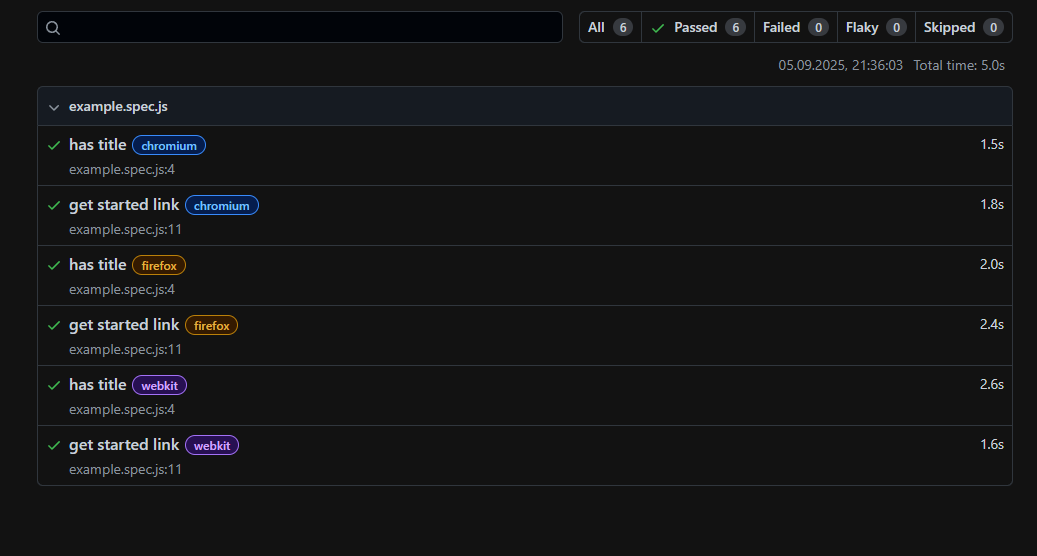 All 6 Passed 6 Failed 0 Flaky 0 Skipped 0
05.09.2025, 21:36:03 Total time: 5.0s
example.spec.js
has title chromium 1.5s
example.spec.js:4
get started link chromium 1.8s
example.spec.js:11
has title firefox 2.0s
example.spec.js:4
get started link firefox 2.4s
example.spec.js:11
has title webkit 2.6s
example.spec.js:4
get started link webkit 1.6s
example.spec.js:11